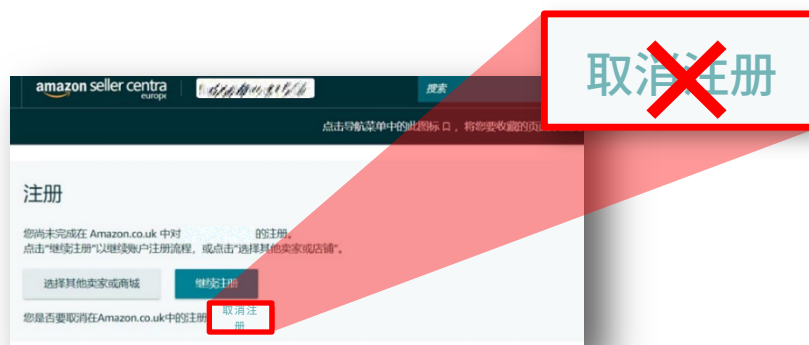 取消注册
amazon seller centra
europe
搜索
点击导航菜单中的此图标口，将您要收藏的页
注册
您尚未完成在 Amazon.co.uk 中对 的注册。
点击“继续注册”以继续账户注册流程，或点击“选择其他卖家或店铺”。
选择其他卖家或商城
继续注册
您是否要取消在Amazon.co.uk中的注册
取消注
册